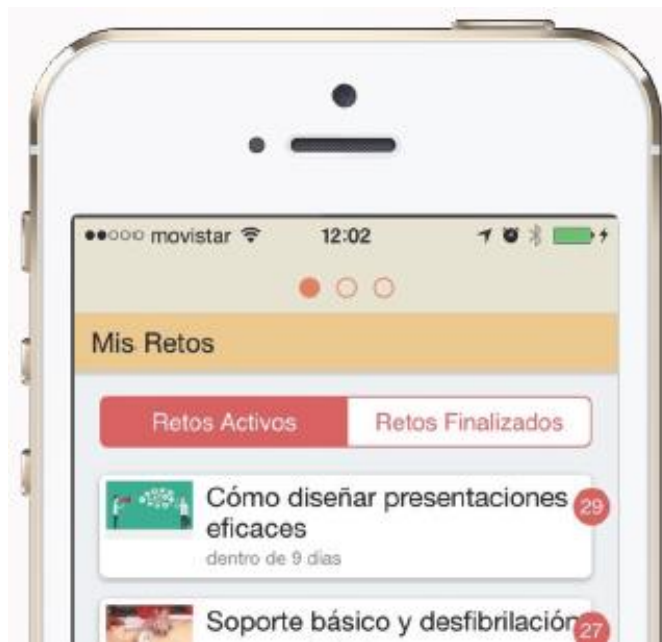 movistar 12:02
Mis Retos
Retos Activos Retos Finalizados
Cómo diseñar presentaciones
eficaces
29
dentro de 9 dias
Soporte básico y desfibrilación
27